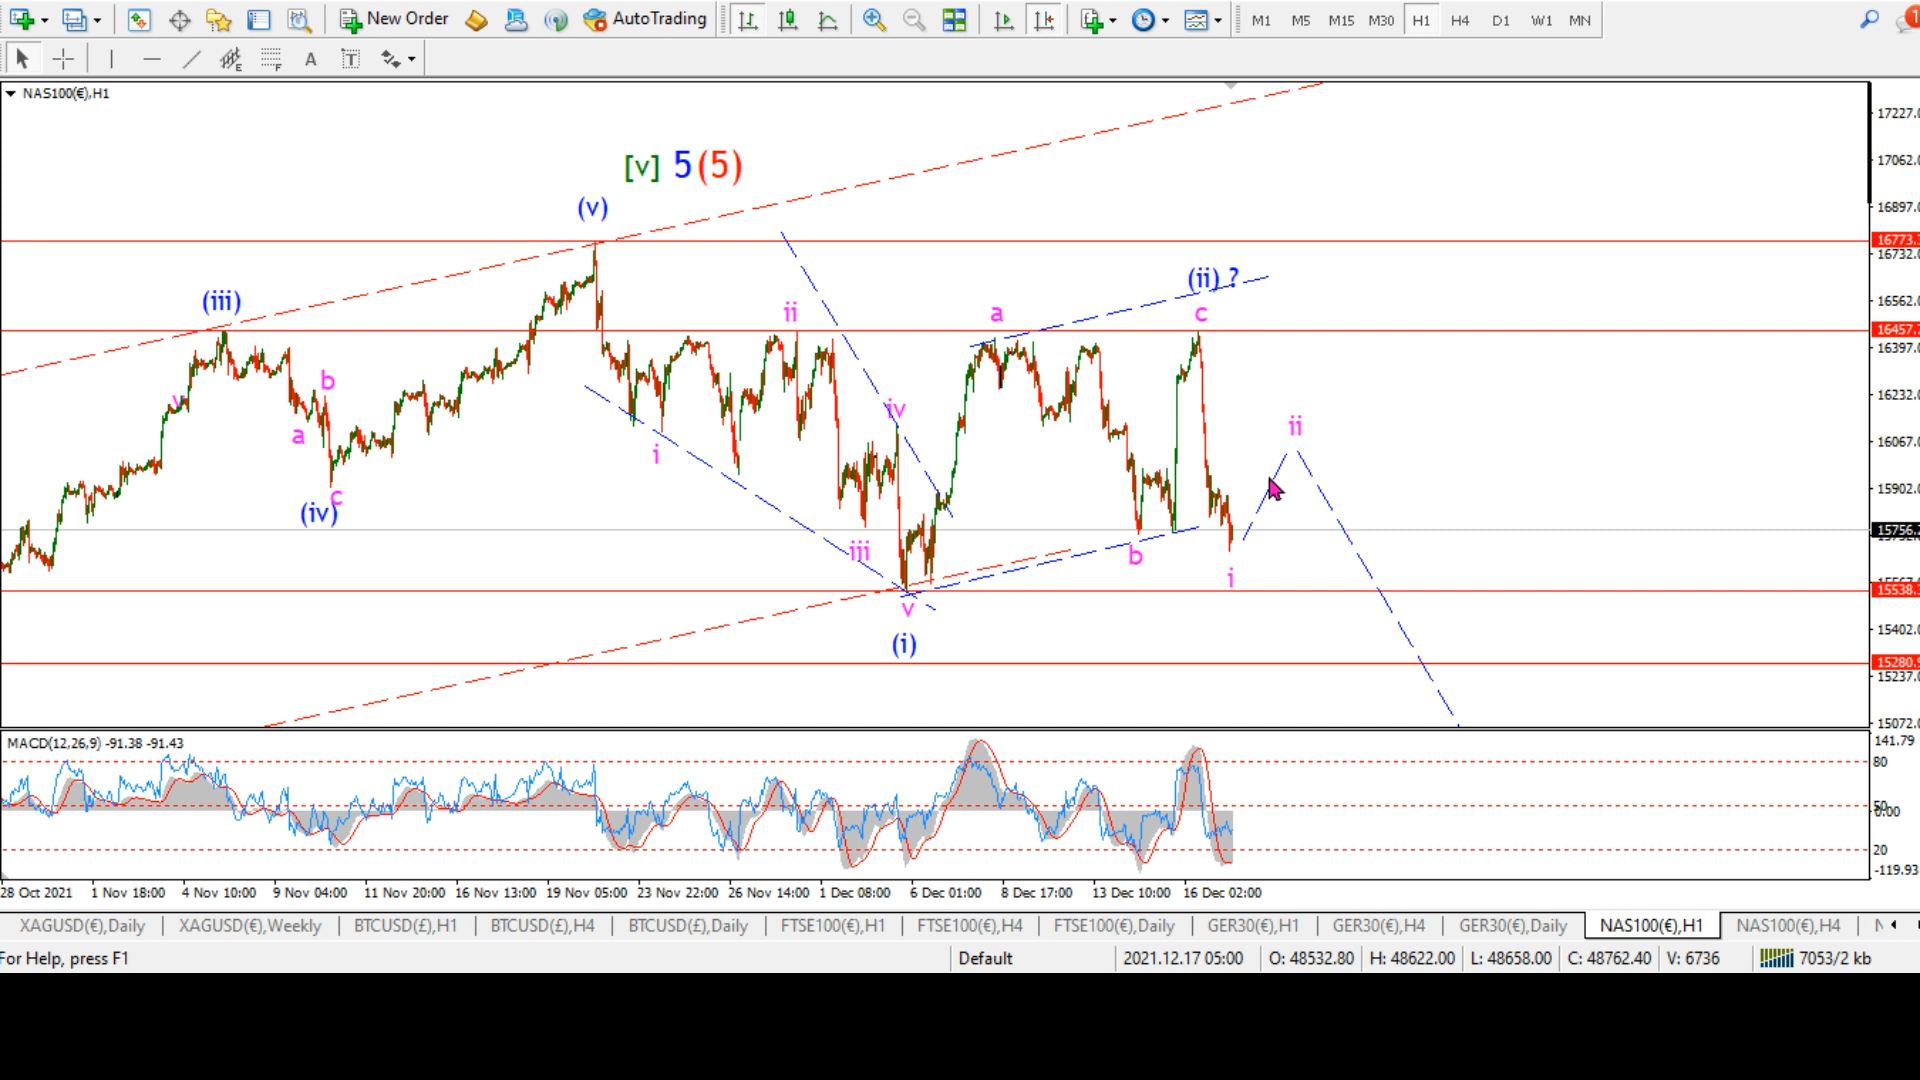 New Order AutoTrading M1 M5 M15 M30 H1 H4 D1 W1 MN 1
E F A T
NAS100(€),H1
17227.0
17062.0
[v] 5 (5)
(v)
16897.0
16773.
16732.0
(ii) ?
(iii)
16562.0
ii a c
16457.
16397.0
b
16232.0
v
iv
a
ii
16067.0
i
c
15902.0
(iv)
15756.
iii
b
i
15538.
v
15402.0
(i)
15280.9
15237.0
15072.0
MACD(12,26,9) -91.38 -91.43
141.79
80
50
0.00
20
-119.93
28 Oct 2021 1 Nov 18:00 4 Nov 10:00 9 Nov 04:00 11 Nov 20:00 16 Nov 13:00 19 Nov 05:00 23 Nov 22:00 26 Nov 14:00 1 Dec 08:00 6 Dec 01:00 8 Dec 17:00 13 Dec 10:00 16 Dec 02:00
XAGUSD(€),Daily XAGUSD(€),Weekly BTCUSD(£),H1 BTCUSD(£),H4 BTCUSD(£),Daily FTSE100(€),H1 FTSE100(€),H4 FTSE100(€),Daily GER30(€),H1 GER30(€),H4 GER30(€),Daily NAS100(€),H1 NAS100(€),H4 N
For Help, press F1 Default 2021.12.17 05:00 O: 48532.80 H: 48622.00 L: 48658.00 C: 48762.40 V: 6736 7053/2 kb